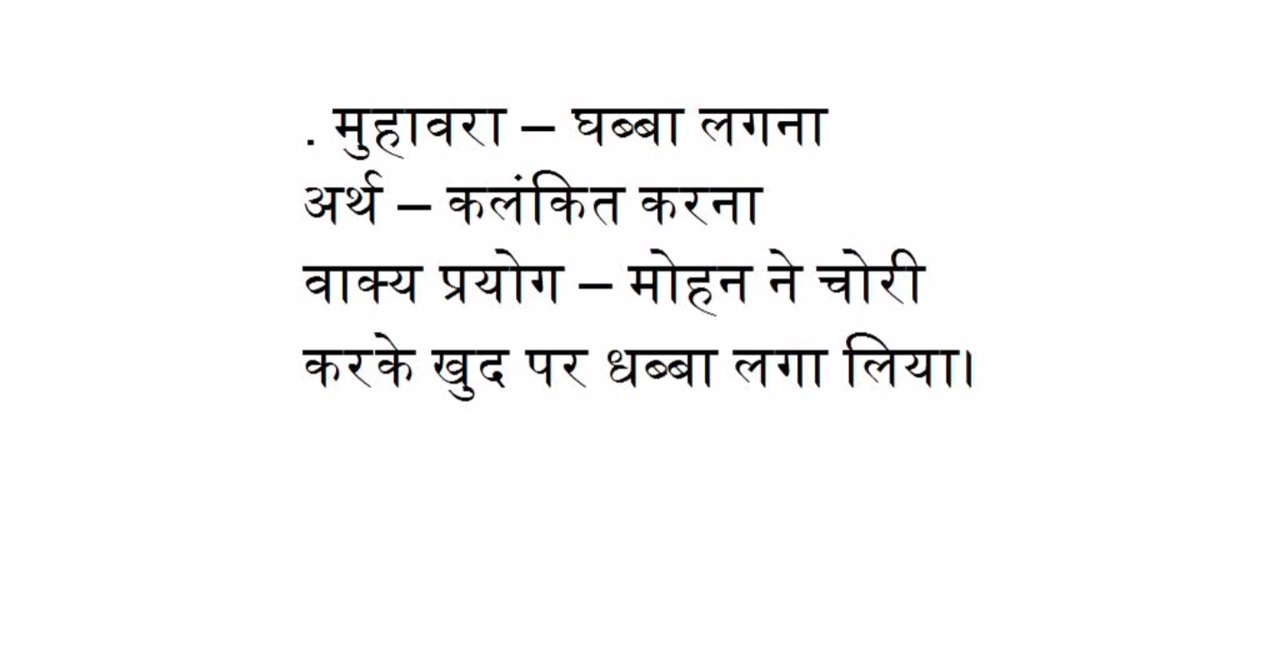 . मुहावरा – घब्बा लगना
अर्थ – कलंकित करना
वाक्य प्रयोग – मोहन ने चोरी
करके खुद पर धब्बा लगा लिया।